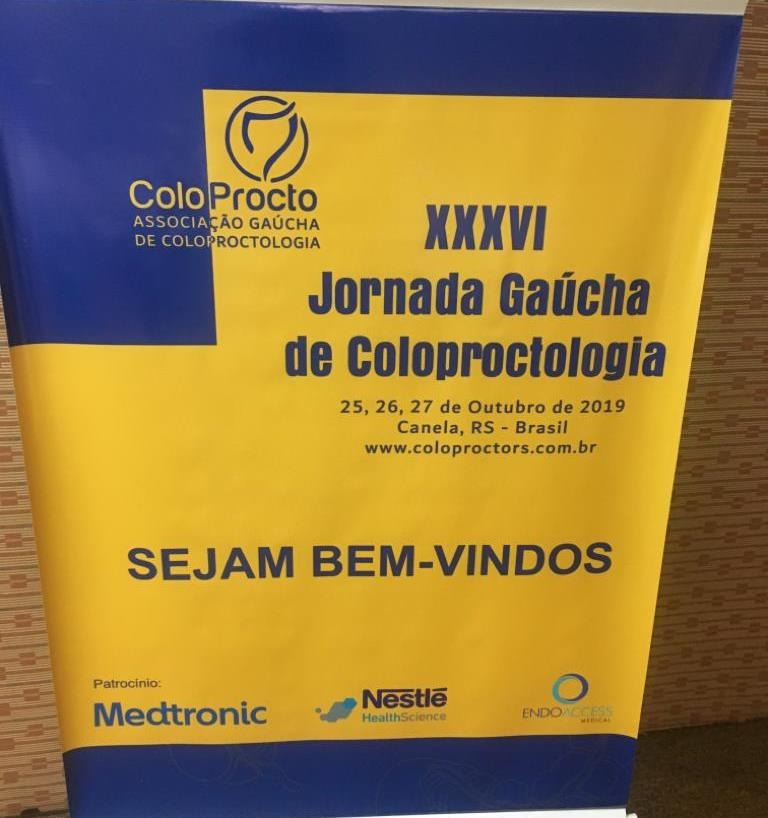 ColoProcto
ASSOCIAÇÃO GAÚCHA
DE COLOPROCTOLOGIA
XXXVI
Jornada Gaúcha
de Coloproctologia
25, 26, 27 de Outubro de 2019
Canela, RS - Brasil
www.coloproctors.com.br
SEJAM BEM-VINDOS
Patrocínio:
Medtronic
Nestlé
HealthScience
ENDOACCESS
MEDICAL